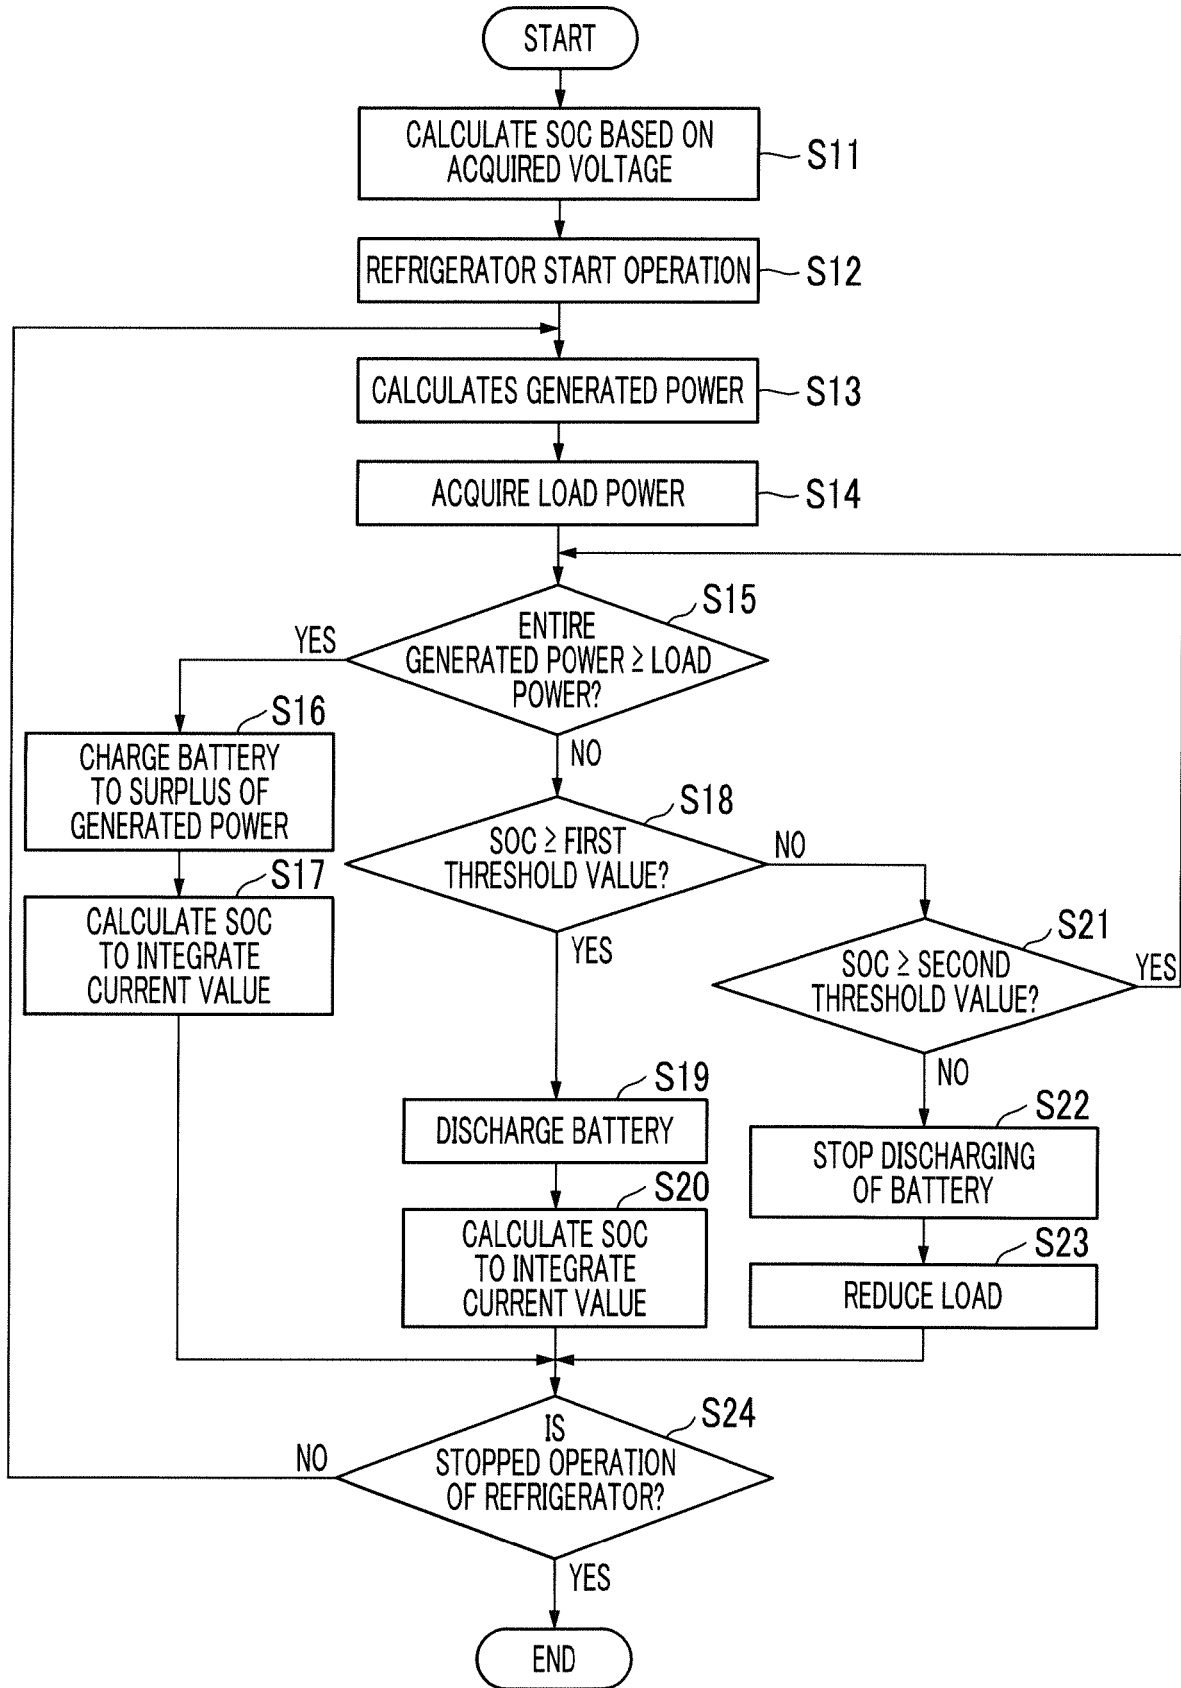 START
CALCULATE SOC BASED ON
ACQUIRED VOLTAGE
S11
REFRIGERATOR START OPERATION
S12
CALCULATES GENERATED POWER
S13
ACQUIRE LOAD POWER
S14
S15
ENTIRE
GENERATED POWER ≧ LOAD
POWER?
YES
NO
S16
CHARGE BATTERY
TO SURPLUS OF
GENERATED POWER
S17
CALCULATE SOC
TO INTEGRATE
CURRENT VALUE
S18
SOC ≧ FIRST
THRESHOLD VALUE?
NO
YES
S21
SOC ≧ SECOND
THRESHOLD VALUE?
YES
NO
S19
DISCHARGE BATTERY
S20
CALCULATE SOC
TO INTEGRATE
CURRENT VALUE
S22
STOP DISCHARGING
OF BATTERY
S23
REDUCE LOAD
S24
IS
STOPPED OPERATION
OF REFRIGERATOR?
NO
YES
END